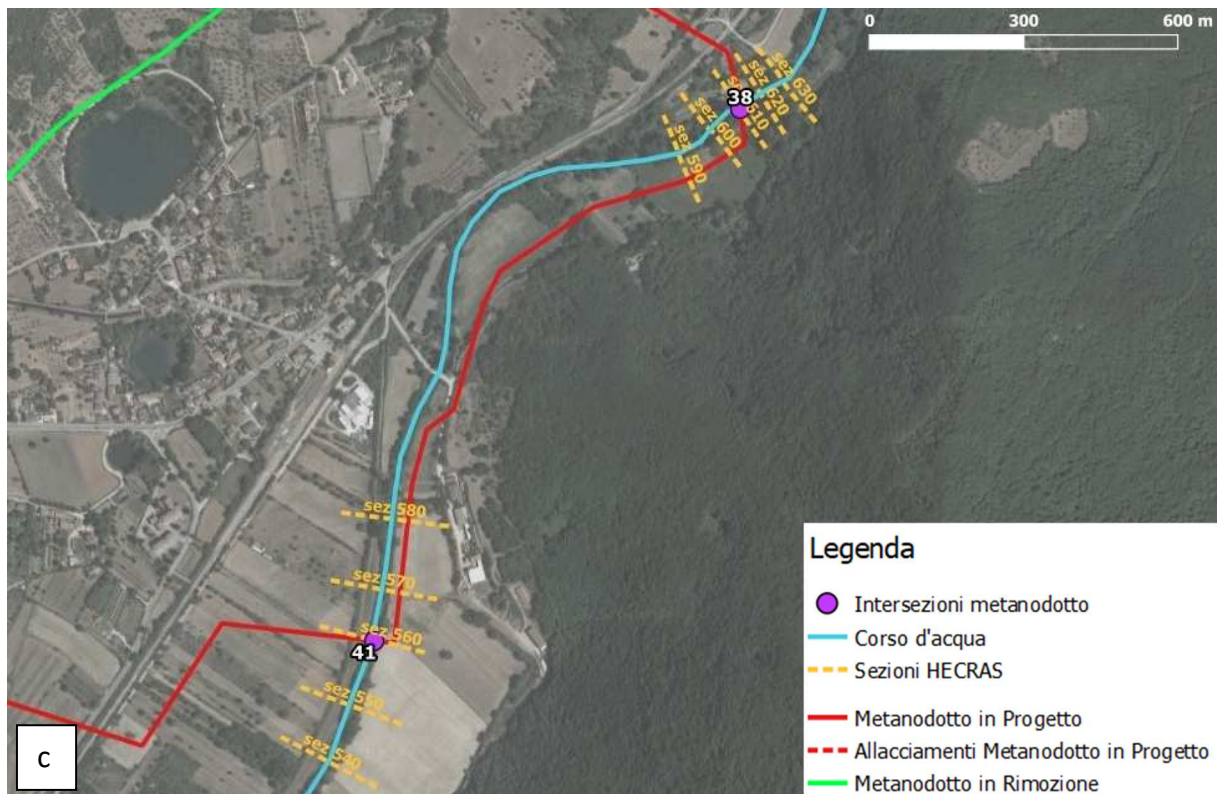 0 300 600 m
sez 630
sez 620
38
610
sez 600
sez 590
sez 580
sez 570
sez 560
41
sez 550
sez 540
c
Legenda
Intersezioni metanodotto
Corso d'acqua
Sezioni HECRAS
Metanodotto in Progetto
Allacciamenti Metanodotto in Progetto
Metanodotto in Rimozione